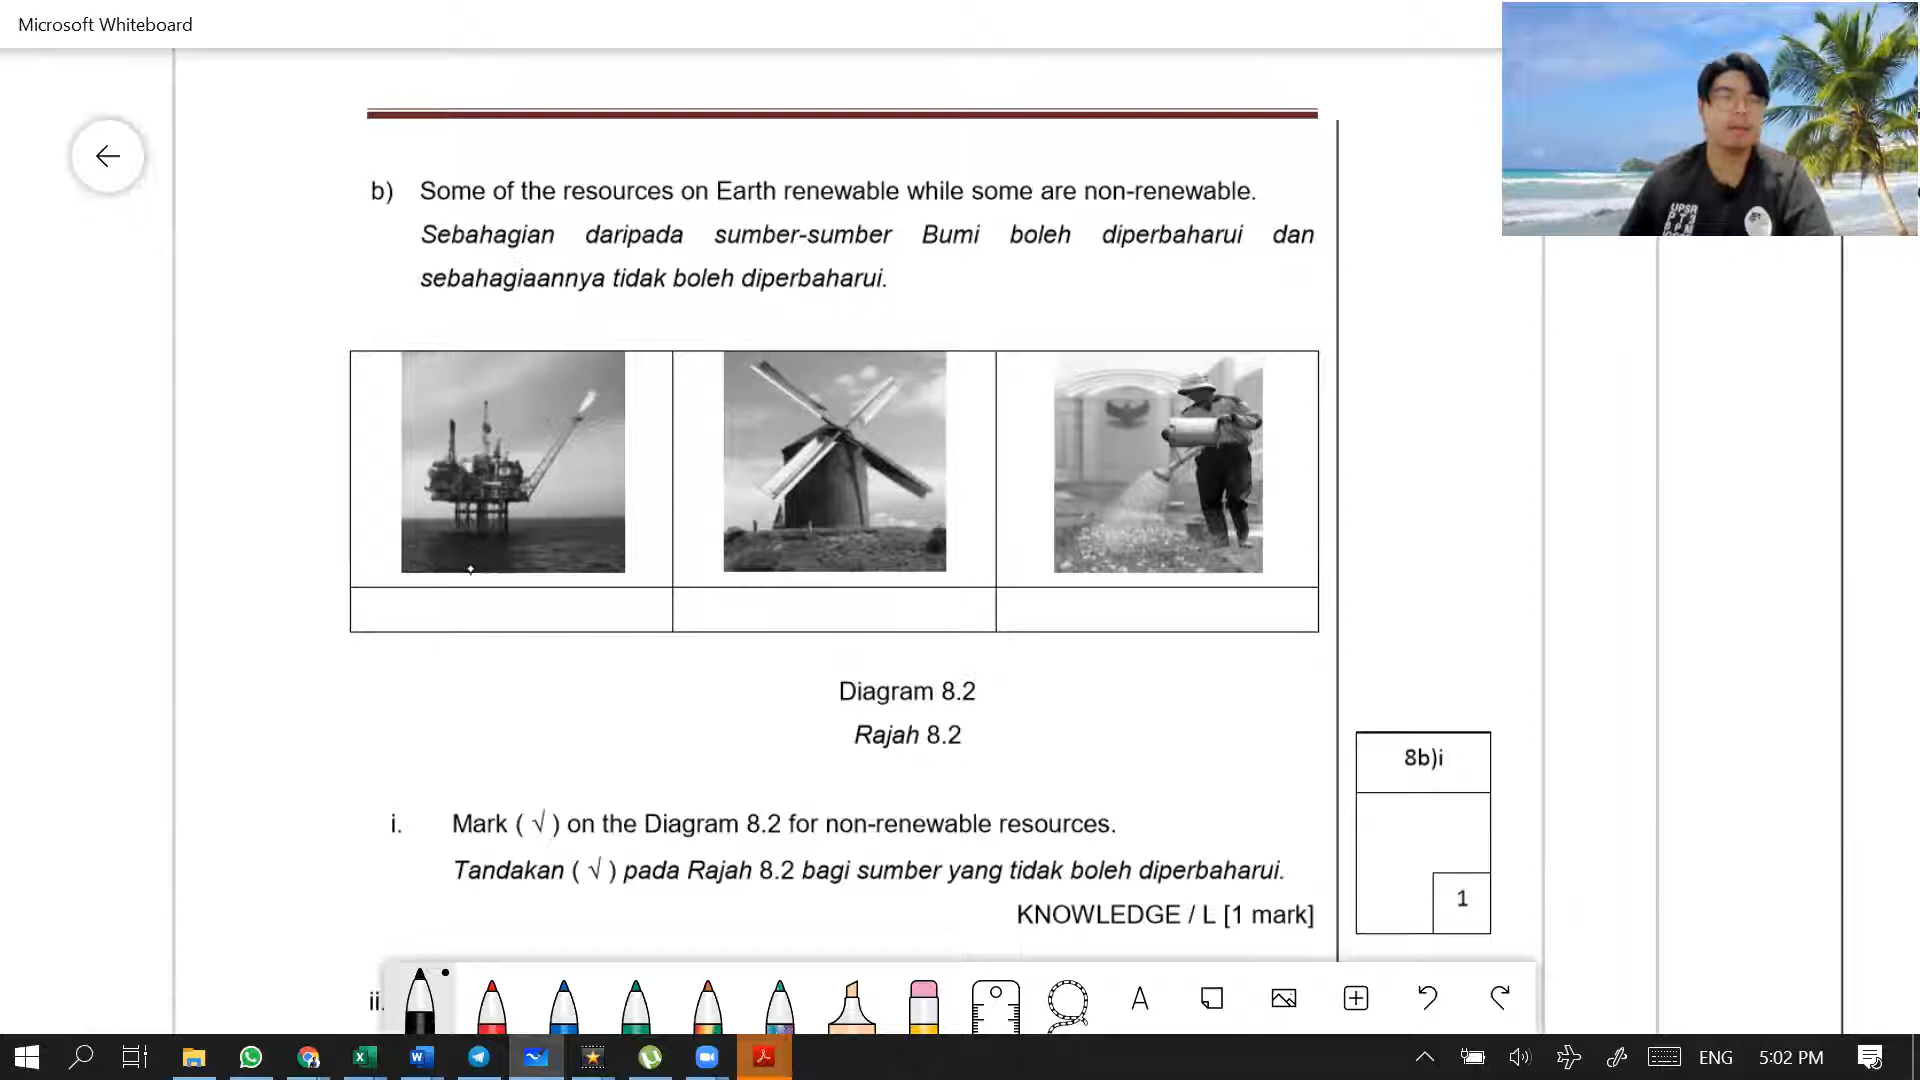 Microsoft Whiteboard
b) Some of the resources on Earth renewable while some are non-renewable.
Sebahagian daripada sumber-sumber Bumi boleh diperbaharui dan
sebahagiaannya tidak boleh diperbaharui.
Diagram 8.2
Rajah 8.2
8b)i
i. Mark ( √ ) on the Diagram 8.2 for non-renewable resources.
Tandakan ( √ ) pada Rajah 8.2 bagi sumber yang tidak boleh diperbaharui.
1
KNOWLEDGE / L [1 mark]
ii.
ENG 5:02 PM